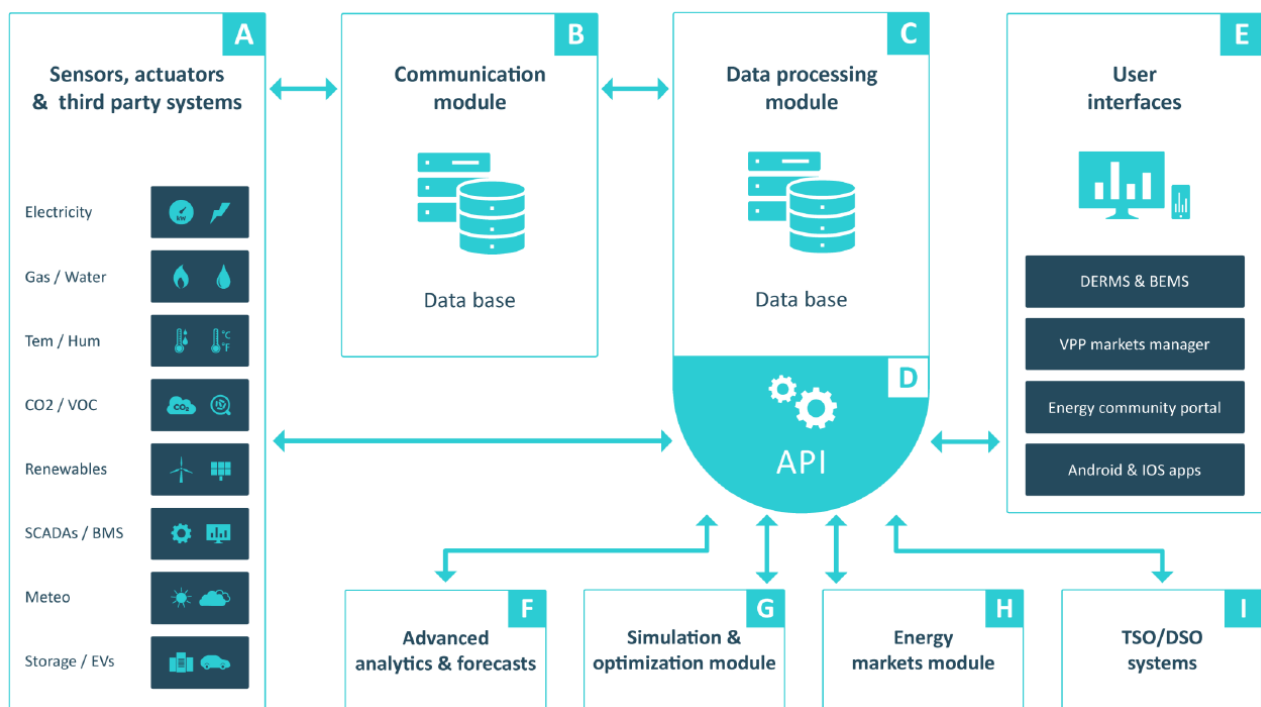 A
Sensors, actuators
& third party systems
Electricity
kW
Gas / Water
Tem / Hum
°C
°F
CO2 / VOC
CO₂
Renewables
SCADAs / BMS
Meteo
Storage / EVs
B
Communication
module
Data base
C
Data processing
module
Data base
D
API
E
User
interfaces
DERMS & BEMS
VPP markets manager
Energy community portal
Android & IOS apps
F
Advanced
analytics & forecasts
G
Simulation &
optimization module
H
Energy
markets module
I
TSO/DSO
systems